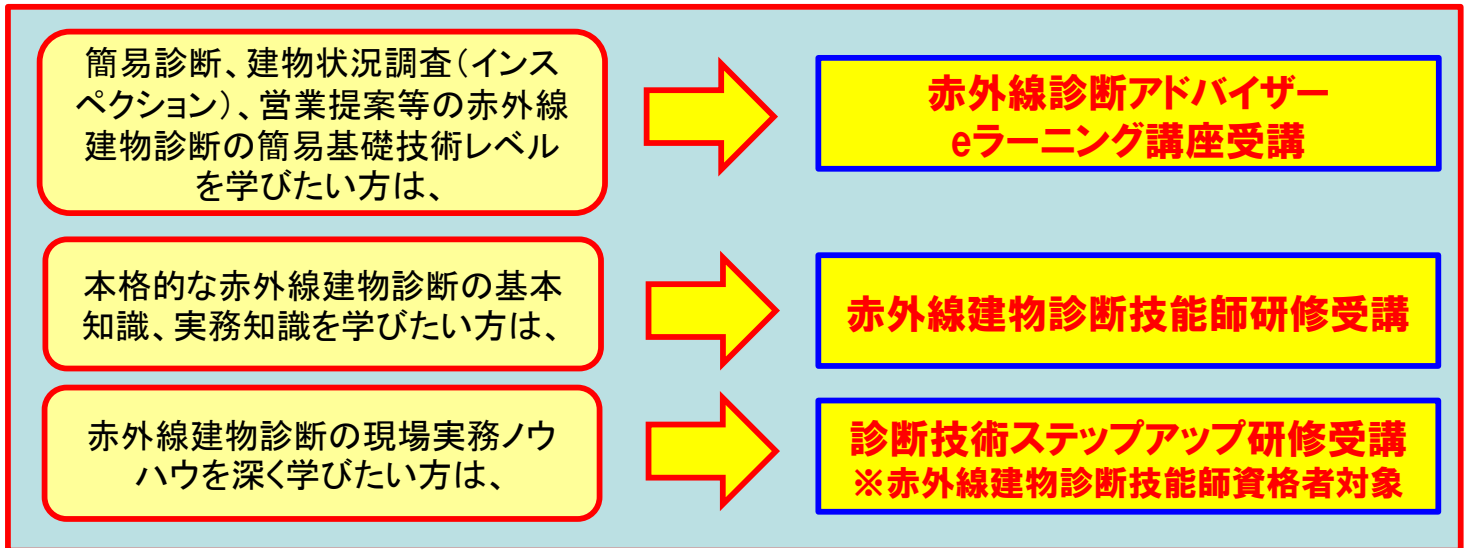 簡易診断、建物状況調査(インス
ペクション)、営業提案等の赤外線
建物診断の簡易基礎技術レベル
を学びたい方は、
赤外線診断アドバイザー
eラーニング講座受講
本格的な赤外線建物診断の基本
知識、実務知識を学びたい方は、
赤外線建物診断技能師研修受講
赤外線建物診断の現場実務ノウ
ハウを深く学びたい方は、
診断技術ステップアップ研修受講
※赤外線建物診断技能師資格者対象